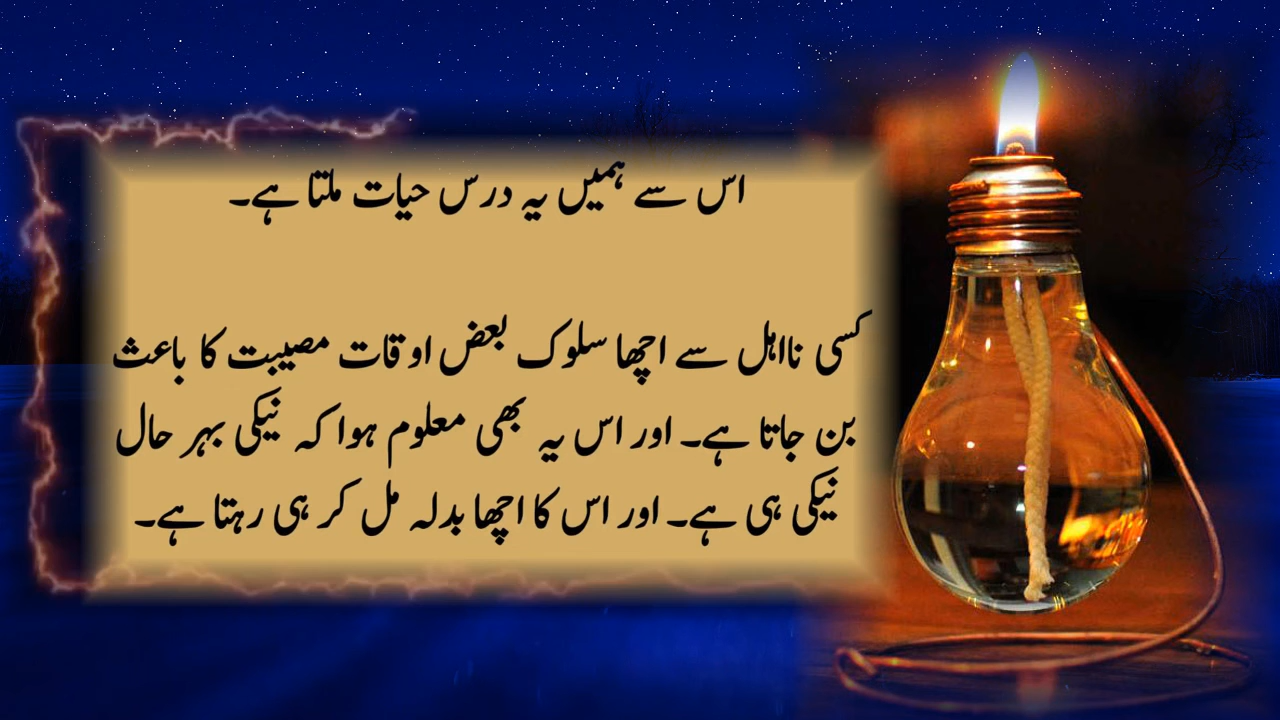 اس سے ہمیں یہ درس حیات ملتا ہے۔
کسی نااہل سے اچھا سلوک بعض اوقات مصیبت کا باعث
بن جاتا ہے۔ اور اس یہ بھی معلوم ہوا کہ نیکی بہر حال
نیکی ہی ہے۔ اور اس کا اچھا بدلہ مل کر ہی رہتا ہے۔